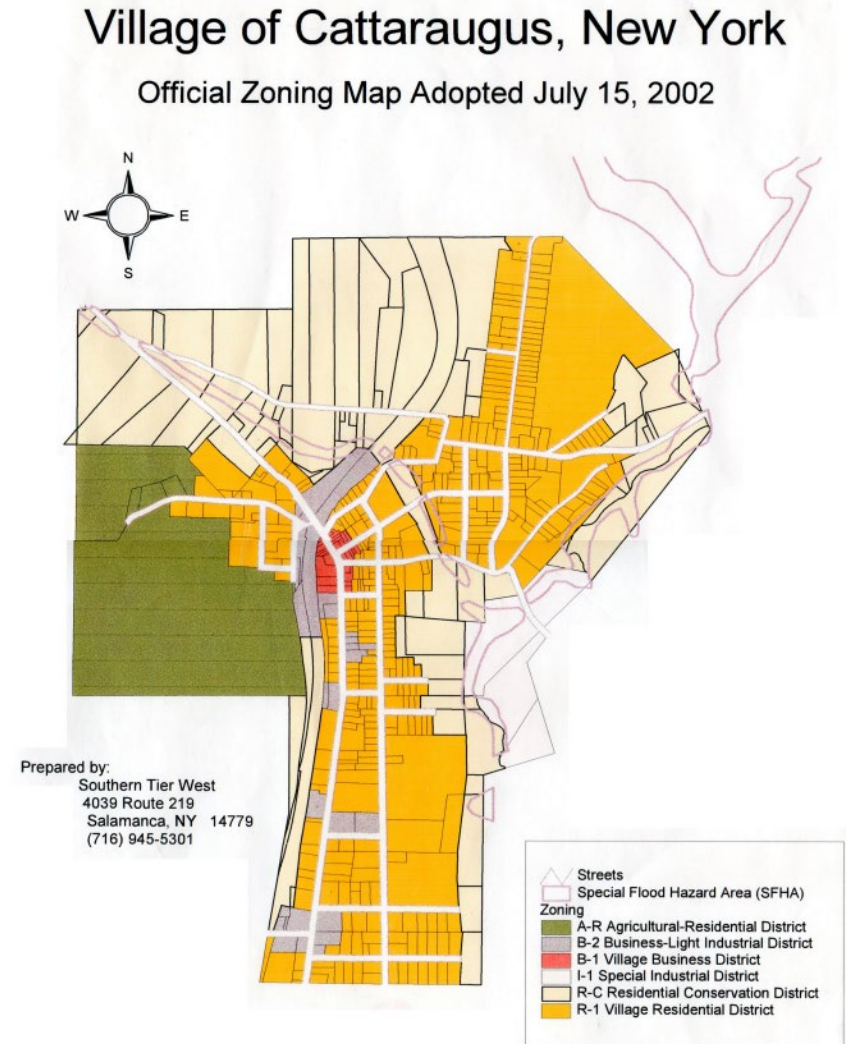 Village of Cattaraugus, New York
Official Zoning Map Adopted July 15, 2002
N
W E
S
Prepared by:
Southern Tier West
4039 Route 219
Salamanca, NY 14779
(716) 945-5301
Streets
Special Flood Hazard Area (SFHA)
Zoning
A-R Agricultural-Residential District
B-2 Business-Light Industrial District
B-1 Village Business District
I-1 Special Industrial District
R-C Residential Conservation District
R-1 Village Residential District